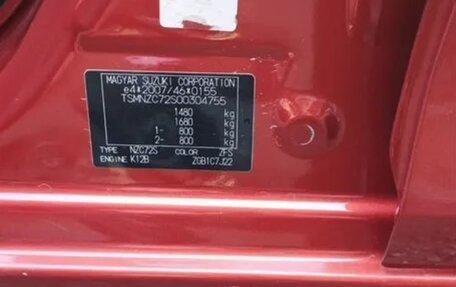 MAGYAR SUZUKI CORPORATION
e4*2007/46*0155
TSMNZC72S00304755
1480 kg
1680 kg
1- 800 kg
2- 800 kg
TYPE NZC72S COLOR ZFS
ENGINE K12B ZGB1C7J22